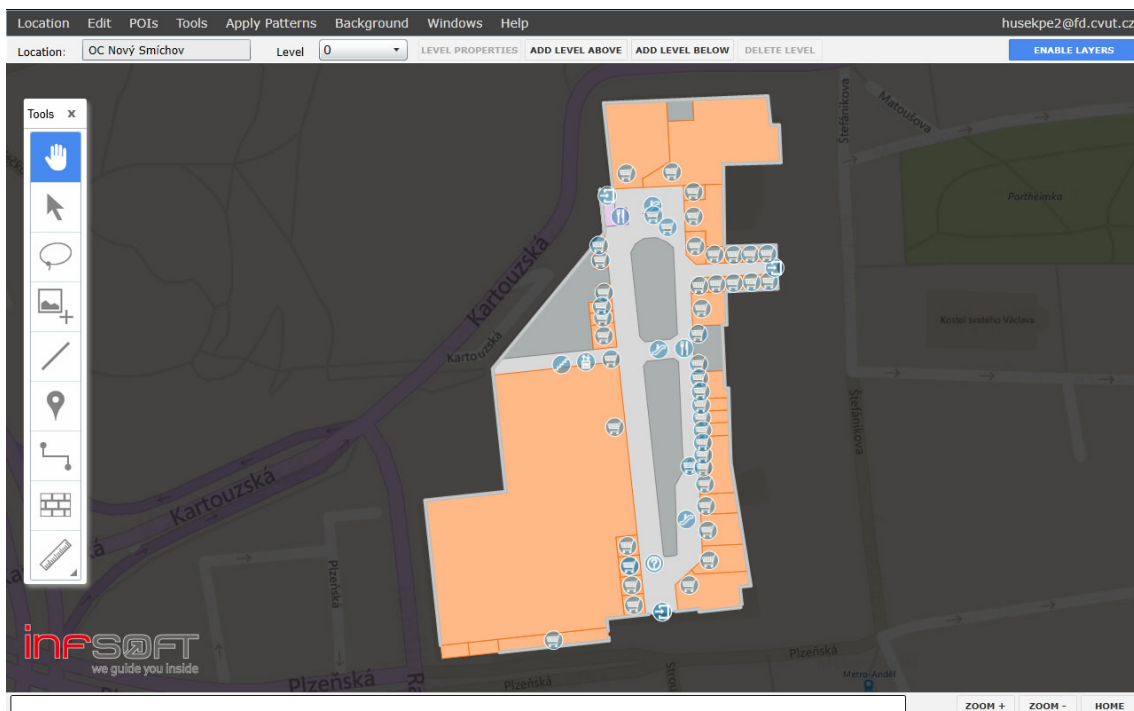 Location Edit POIs Tools Apply Patterns Background Windows Help husekpe2@fd.cvut.cz
Location: OC Nový Smíchov Level 0 LEVEL PROPERTIES ADD LEVEL ABOVE ADD LEVEL BELOW DELETE LEVEL ENABLE LAYERS
Tools x
Štefánikova
Matoušova
Portheimka
Kartouzská
Kostel svatého Václava
Kartouzská
Štefánikova
Kartouzská
Plzeňská
Plzeňská
Metro-Anděl
Plzeňská
Plzeňská
infsoft
we guide you inside
ZOOM + ZOOM - HOME